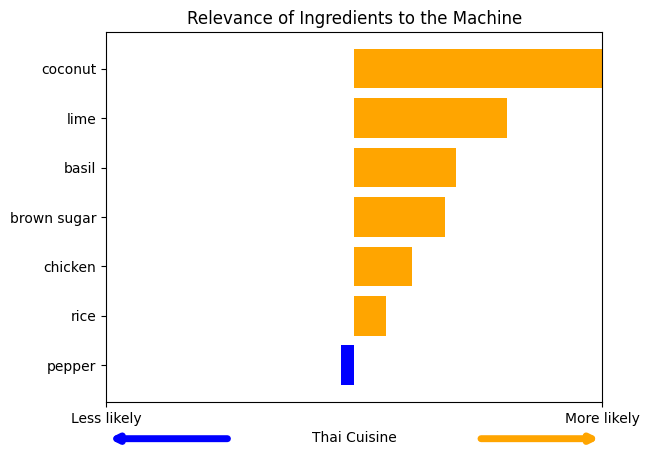 Relevance of Ingredients to the Machine
coconut
lime
basil
brown sugar
chicken
rice
pepper
Less likely
More likely
Thai Cuisine